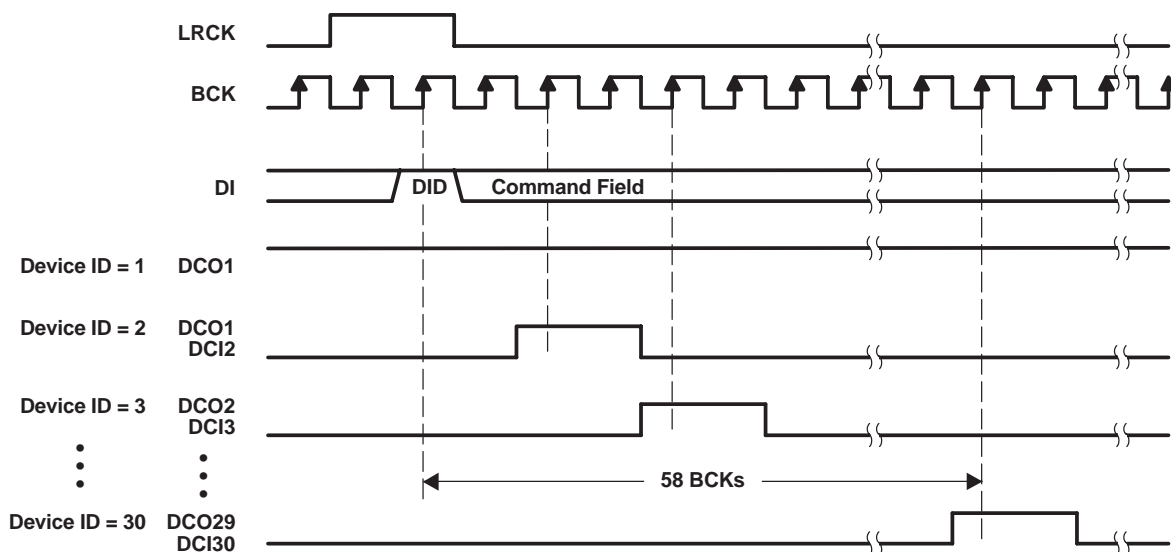 LRCK
BCK
DI
DID
Command Field
Device ID = 1 DCO1
Device ID = 2 DCO1
DCI2
Device ID = 3 DCO2
DCI3
58 BCKs
Device ID = 30 DCO29
DCI30